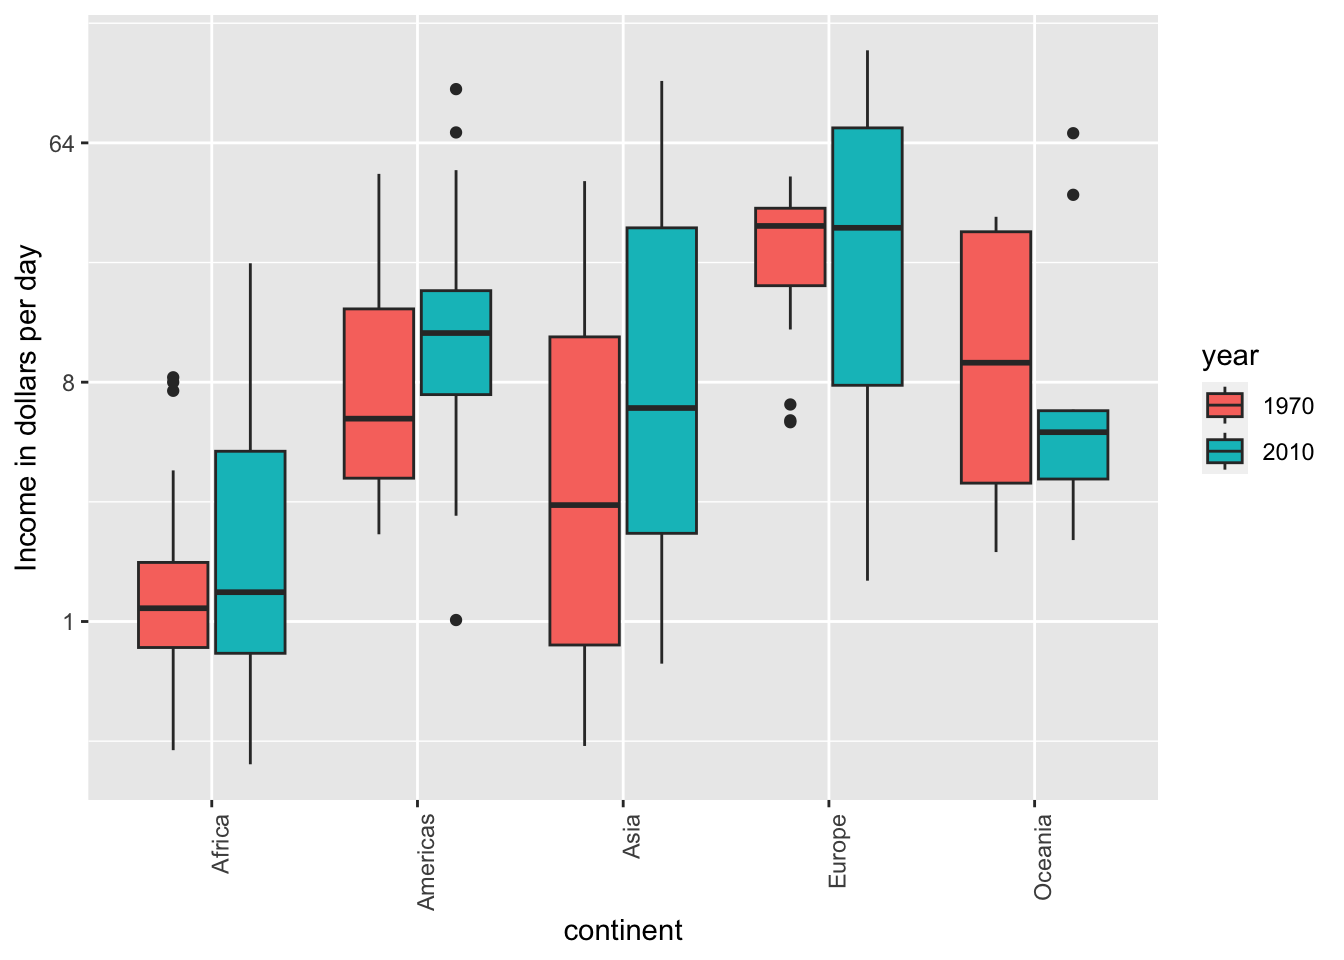 Income in dollars per day
64
8
1
Africa
Americas
Asia
Europe
Oceania
continent
year
1970
2010